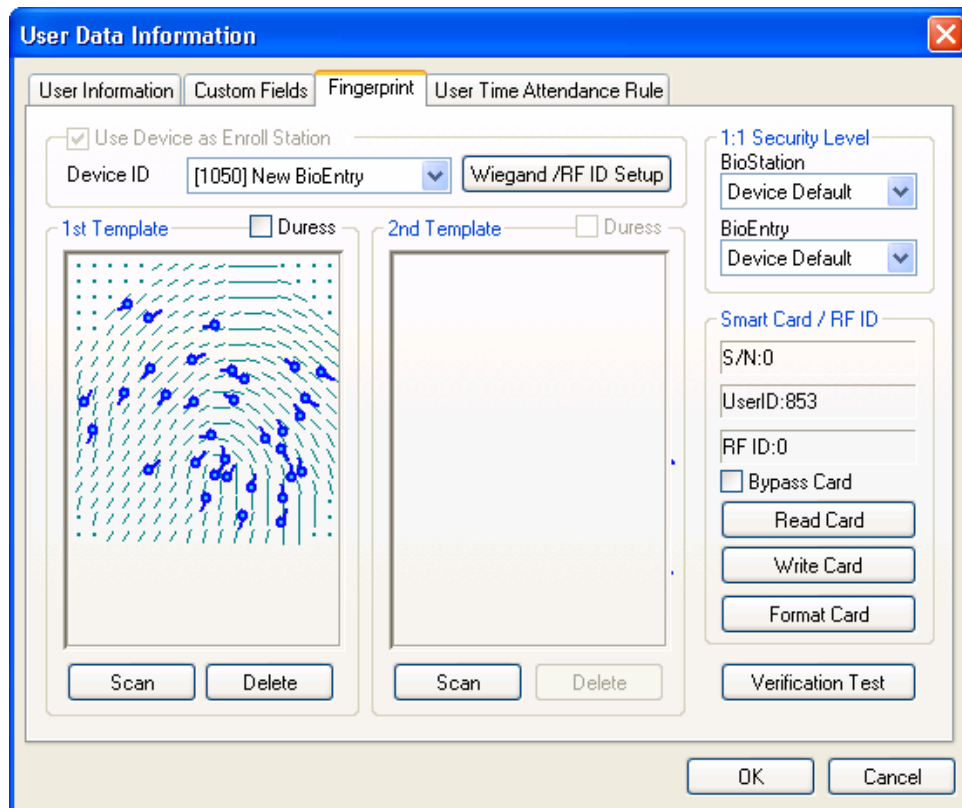 User Data Information
User Information Custom Fields Fingerprint User Time Attendance Rule
Use Device as Enroll Station
Device ID [1050] New BioEntry Wiegand /RF ID Setup
1st Template Duress
2nd Template Duress
Scan Delete
Scan Delete
1:1 Security Level
BioStation
Device Default
BioEntry
Device Default
Smart Card / RF ID
S/N:0
UserID:853
RF ID:0
Bypass Card
Read Card
Write Card
Format Card
Verification Test
OK Cancel